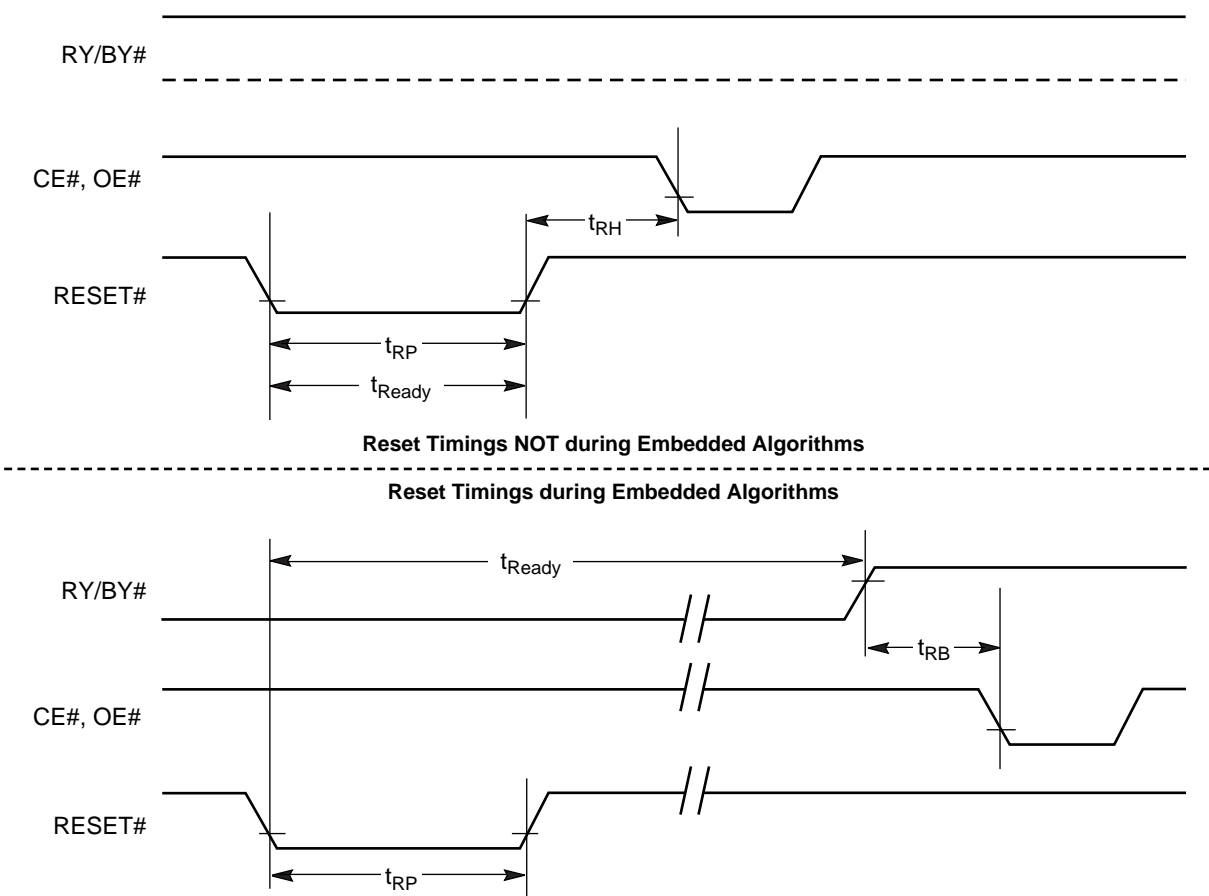 RY/BY#
CE#, OE#
tRH
RESET#
tRP
tReady
Reset Timings NOT during Embedded Algorithms
Reset Timings during Embedded Algorithms
tReady
RY/BY#
tRB
CE#, OE#
RESET#
tRP